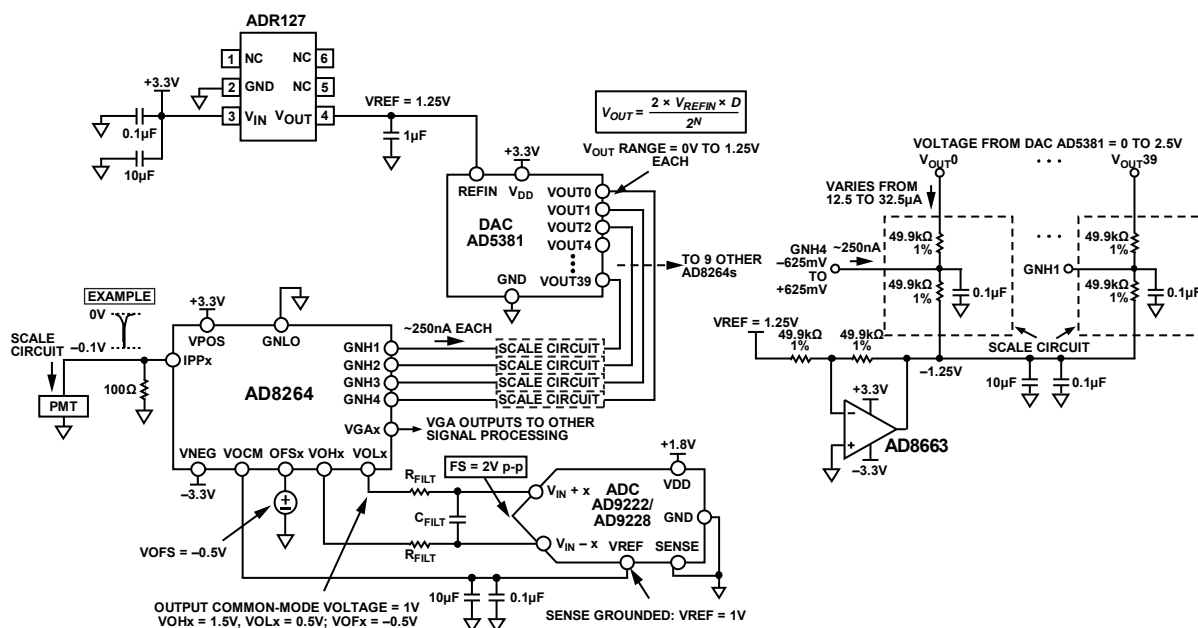 ADR127
1 NC
NC 6
2 GND
NC 5
3 VIN
VOUT 4
+3.3V
0.1µF
10µF
VREF = 1.25V
1µF
VOUT = 2 × VREFIN × D
2N
VOUT RANGE = 0V TO 1.25V
EACH
+3.3V
REFIN
VDD
VOUT0
VOUT1
VOUT2
VOUT4
VOUT39
DAC
AD5381
GND
TO 9 OTHER
AD8264s
EXAMPLE
0V
–0.1V
SCALE
CIRCUIT
PMT
100Ω
+3.3V
VPOS
GNLO
IPPx
AD8264
GNH1
GNH2
GNH3
GNH4
VGAx
~250nA EACH
SCALE CIRCUIT
SCALE CIRCUIT
SCALE CIRCUIT
SCALE CIRCUIT
VGA OUTPUTS TO OTHER
SIGNAL PROCESSING
VNEG
VOCM
OFSx
VOHx
VOLx
–3.3V
VOFS = –0.5V
RFILT
CFILT
RFILT
FS = 2V p-p
VIN + x
VIN – x
ADC
AD9222/
AD9228
+1.8V
VDD
GND
VREF
SENSE
10µF
0.1µF
OUTPUT COMMON-MODE VOLTAGE = 1V
VOHx = 1.5V, VOLx = 0.5V; VOFx = –0.5V
SENSE GROUNDED: VREF = 1V
VOLTAGE FROM DAC AD5381 = 0 TO 2.5V
VOUT0
VOUT39
VARIES FROM
12.5 TO 32.5µA
49.9kΩ
1%
49.9kΩ
1%
GNH4
–625mV
TO
+625mV
~250nA
GNH1
49.9kΩ
1%
0.1µF
49.9kΩ
1%
0.1µF
VREF = 1.25V
49.9kΩ
1%
49.9kΩ
1%
SCALE CIRCUIT
–1.25V
10µF
0.1µF
+3.3V
AD8663
–3.3V